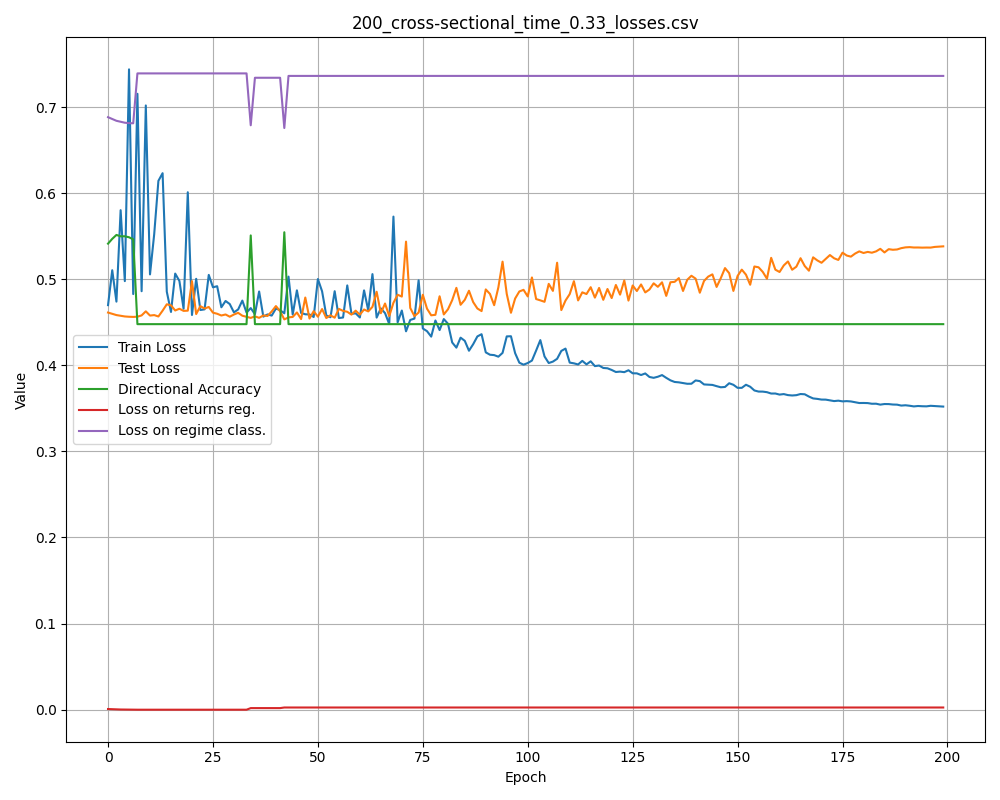 200_cross-sectional_time_0.33_losses.csv
Value
0.7
0.6
0.5
0.4
0.3
0.2
0.1
0.0
Train Loss
Test Loss
Directional Accuracy
Loss on returns reg.
Loss on regime class.
0 25 50 75 100 125 150 175 200
Epoch